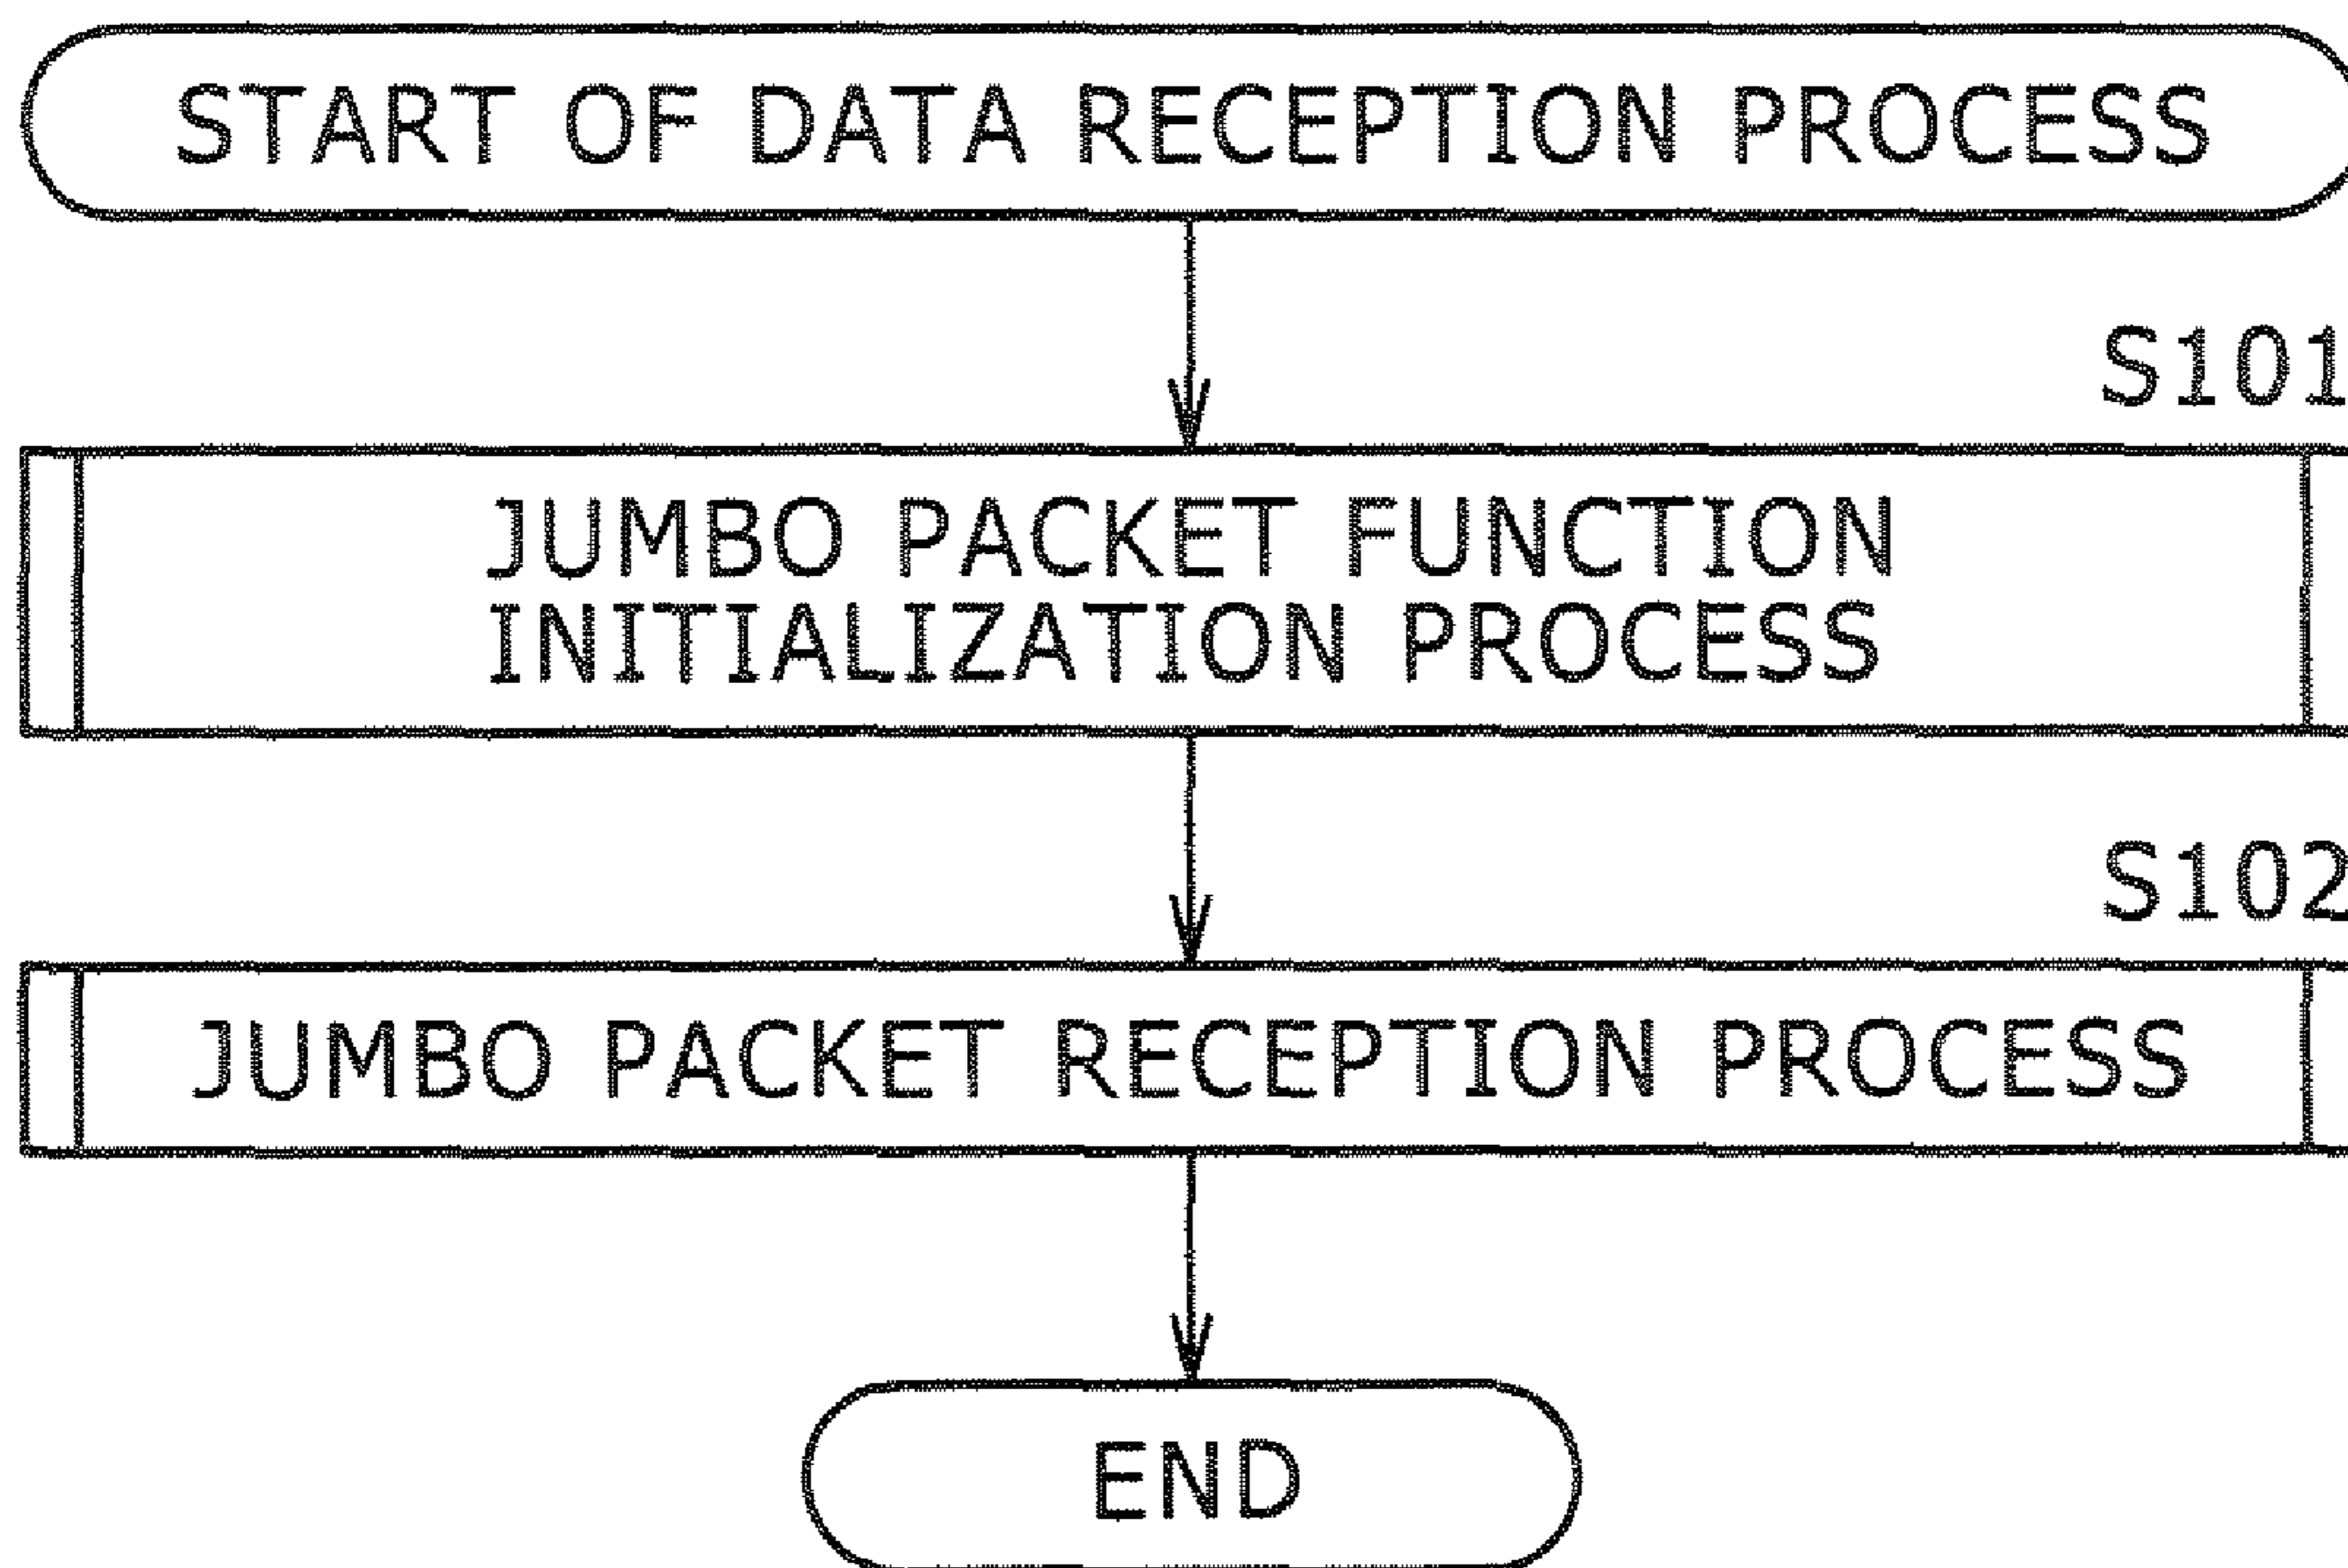 START OF DATA RECEPTION PROCESS
S101
JUMBO PACKET FUNCTION
INITIALIZATION PROCESS
S102
JUMBO PACKET RECEPTION PROCESS
END